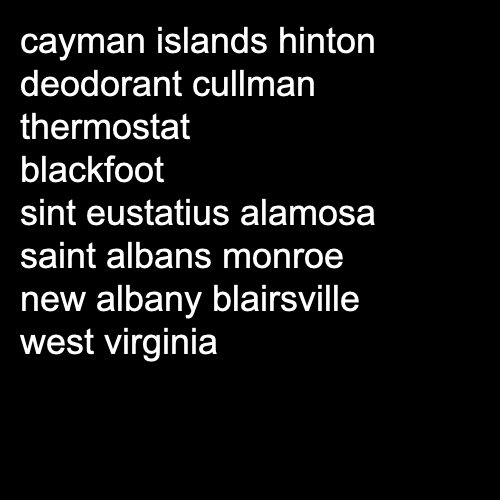 cayman islands hinton
deodorant cullman
thermostat
blackfoot
sint eustatius alamosa
saint albans monroe
new albany blairsville
west virginia